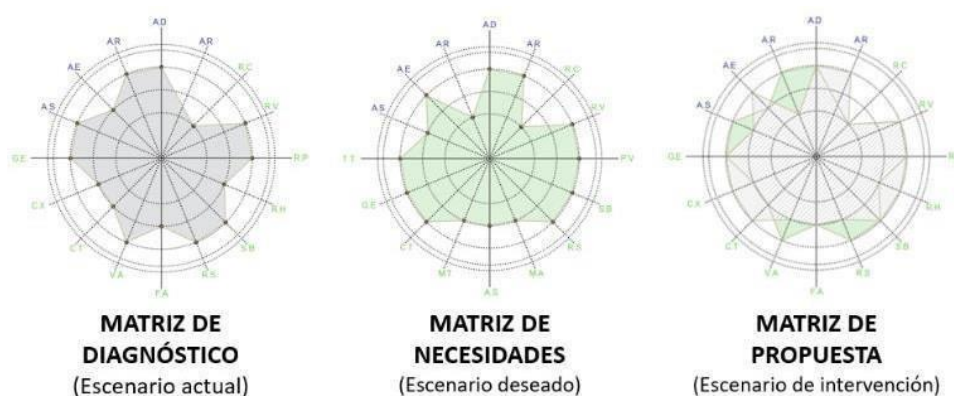 AD
AR
AR
AE
RC
AS
RV
GE
RP
CX
RH
CT
SB
VA
RS
FA
AD
AR
AR
AE
RC
AS
RV
TT
PV
GE
SB
CT
RS
MT
MA
AS
AD
AR
AR
AE
RC
AS
RV
GE
CX
RH
CT
SB
VA
RS
FA
MATRIZ DE
DIAGNÓSTICO
(Escenario actual)
MATRIZ DE
NECESIDADES
(Escenario deseado)
MATRIZ DE
PROPUESTA
(Escenario de intervención)